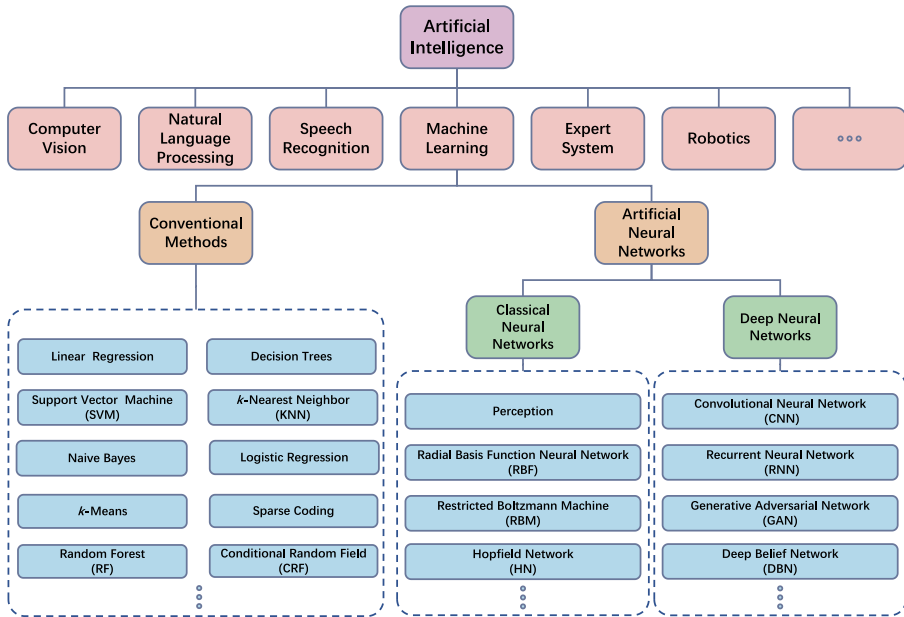 Artificial
Intelligence
Computer
Vision
Natural
Language
Processing
Speech
Recognition
Machine
Learning
Expert
System
Robotics
Conventional
Methods
Artificial
Neural
Networks
Classical
Neural
Networks
Deep Neural
Networks
Linear Regression
Decision Trees
Support Vector Machine
(SVM)
k-Nearest Neighbor
(KNN)
Naive Bayes
Logistic Regression
k-Means
Sparse Coding
Random Forest
(RF)
Conditional Random Field
(CRF)
Perception
Radial Basis Function Neural Network
(RBF)
Restricted Boltzmann Machine
(RBM)
Hopfield Network
(HN)
Convolutional Neural Network
(CNN)
Recurrent Neural Network
(RNN)
Generative Adversarial Network
(GAN)
Deep Belief Network
(DBN)